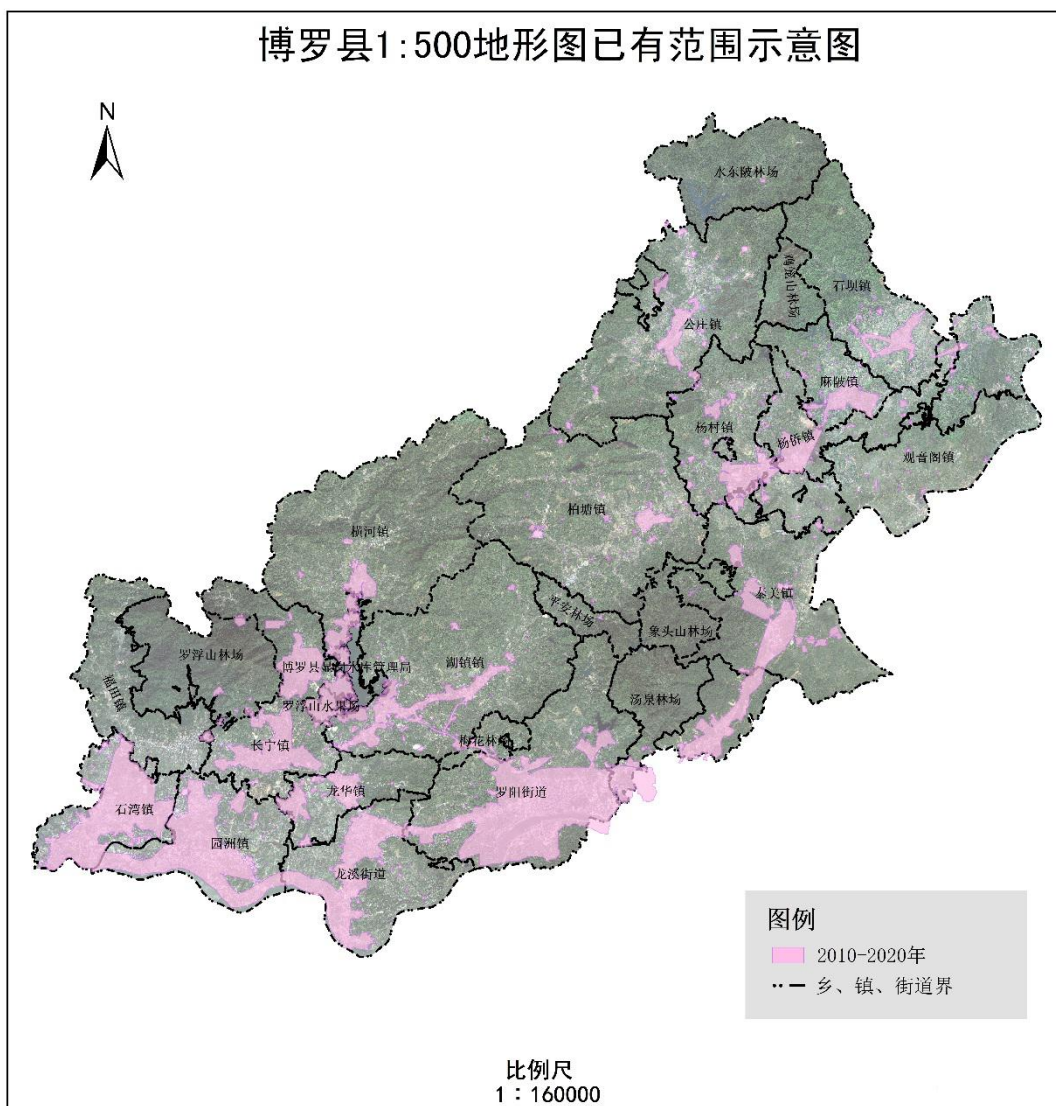 博罗县1:500地形图已有范围示意图
N
水东陂林场
石坝镇
公庄镇
麻陂镇
杨村镇
杨侨镇
观音阁镇
柏塘镇
横河镇
平安林场
泰美镇
象头山林场
罗浮山林场
湖镇镇
汤泉林场
福田镇
罗浮山水果场
长宁镇
梅花林场
龙华镇
罗阳街道
石湾镇
园洲镇
龙溪街道
图例
2010-2020年
乡、镇、街道界
比例尺
1:160000